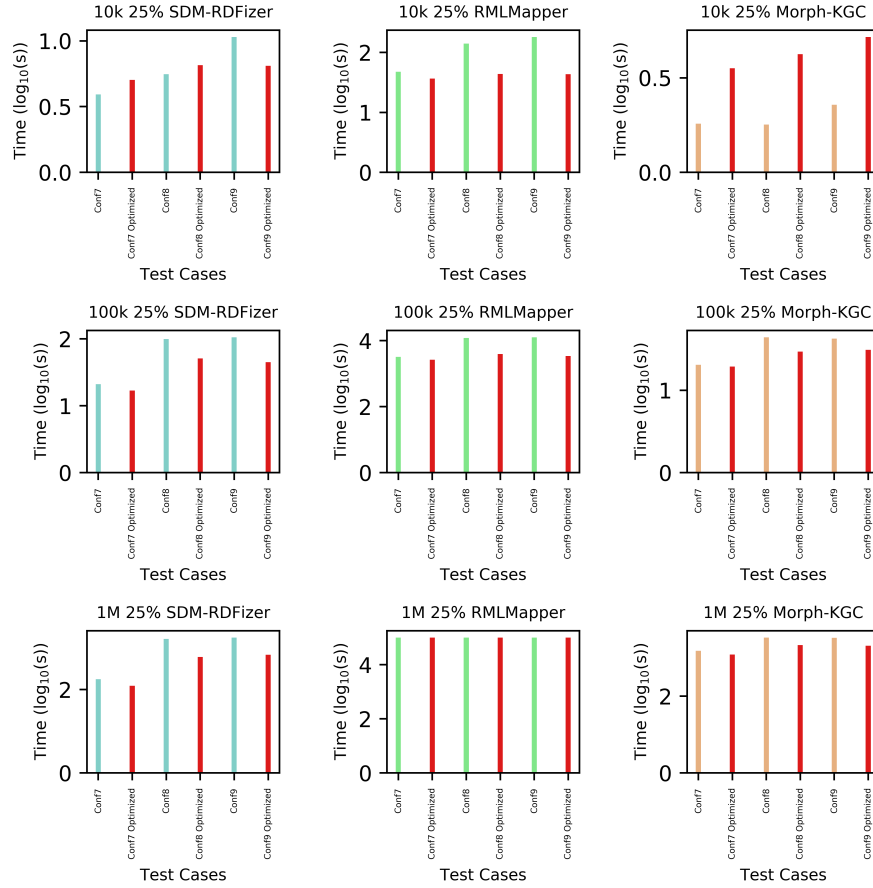 10k 25% SDM-RDFizer
Time (log10(s))
1.0
0.5
0.0
Conf7
Conf7 Optimized
Conf8
Conf8 Optimized
Conf9
Conf9 Optimized
Test Cases
10k 25% RMLMapper
Time (log10(s))
2
1
0
Conf7
Conf7 Optimized
Conf8
Conf8 Optimized
Conf9
Conf9 Optimized
Test Cases
10k 25% Morph-KGC
Time (log10(s))
0.5
0.0
Conf7
Conf7 Optimized
Conf8
Conf8 Optimized
Conf9
Conf9 Optimized
Test Cases
100k 25% SDM-RDFizer
Time (log10(s))
2
1
0
Conf7
Conf7 Optimized
Conf8
Conf8 Optimized
Conf9
Conf9 Optimized
Test Cases
100k 25% RMLMapper
Time (log10(s))
4
2
0
Conf7
Conf7 Optimized
Conf8
Conf8 Optimized
Conf9
Conf9 Optimized
Test Cases
100k 25% Morph-KGC
Time (log10(s))
1
0
Conf7
Conf7 Optimized
Conf8
Conf8 Optimized
Conf9
Conf9 Optimized
Test Cases
1M 25% SDM-RDFizer
Time (log10(s))
2
0
Conf7
Conf7 Optimized
Conf8
Conf8 Optimized
Conf9
Conf9 Optimized
Test Cases
1M 25% RMLMapper
Time (log10(s))
4
2
0
Conf7
Conf7 Optimized
Conf8
Conf8 Optimized
Conf9
Conf9 Optimized
Test Cases
1M 25% Morph-KGC
Time (log10(s))
2
0
Conf7
Conf7 Optimized
Conf8
Conf8 Optimized
Conf9
Conf9 Optimized
Test Cases